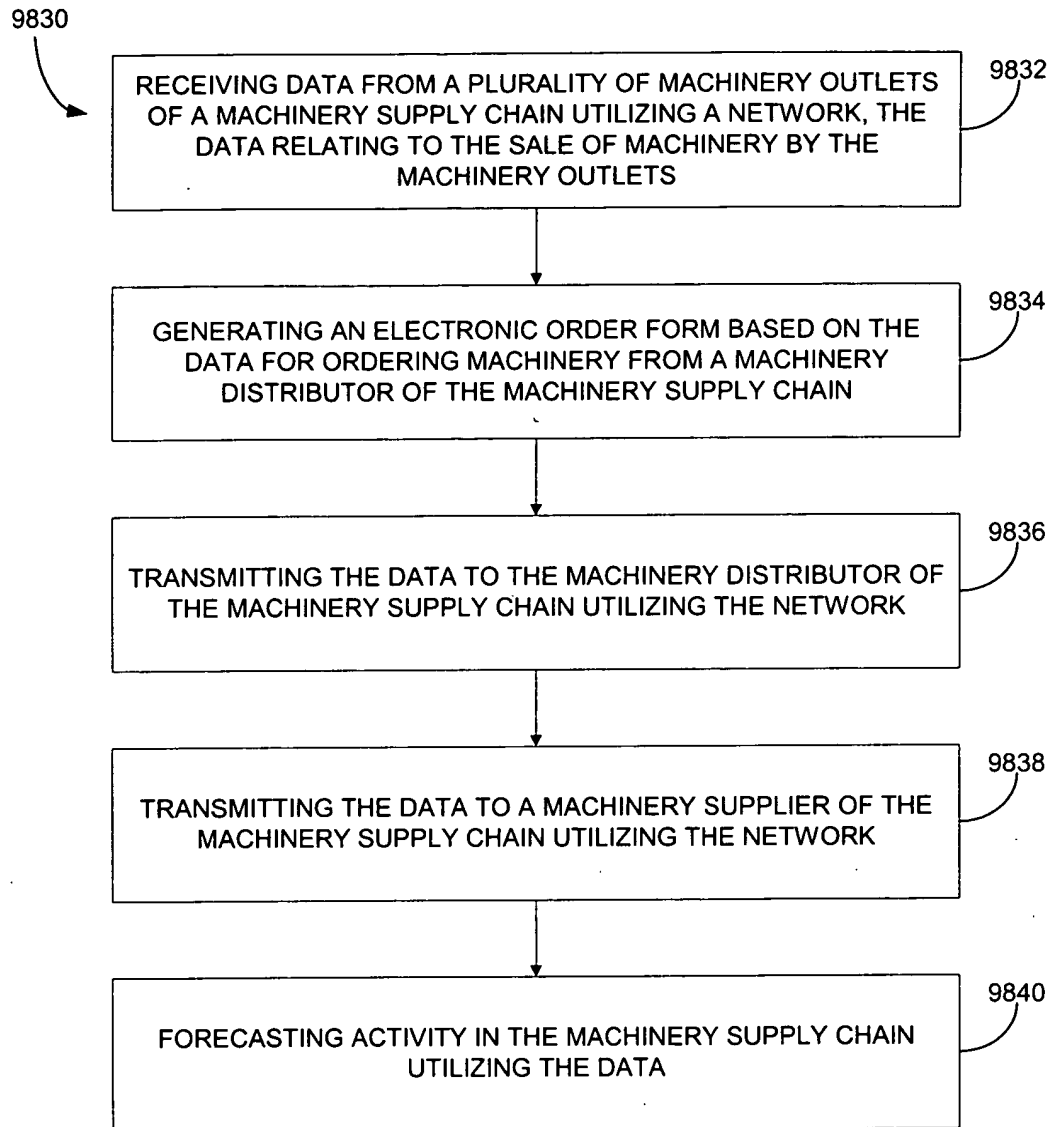 9830
9832
RECEIVING DATA FROM A PLURALITY OF MACHINERY OUTLETS
OF A MACHINERY SUPPLY CHAIN UTILIZING A NETWORK, THE
DATA RELATING TO THE SALE OF MACHINERY BY THE
MACHINERY OUTLETS
9834
GENERATING AN ELECTRONIC ORDER FORM BASED ON THE
DATA FOR ORDERING MACHINERY FROM A MACHINERY
DISTRIBUTOR OF THE MACHINERY SUPPLY CHAIN
9836
TRANSMITTING THE DATA TO THE MACHINERY DISTRIBUTOR OF
THE MACHINERY SUPPLY CHAIN UTILIZING THE NETWORK
9838
TRANSMITTING THE DATA TO A MACHINERY SUPPLIER OF THE
MACHINERY SUPPLY CHAIN UTILIZING THE NETWORK
9840
FORECASTING ACTIVITY IN THE MACHINERY SUPPLY CHAIN
UTILIZING THE DATA